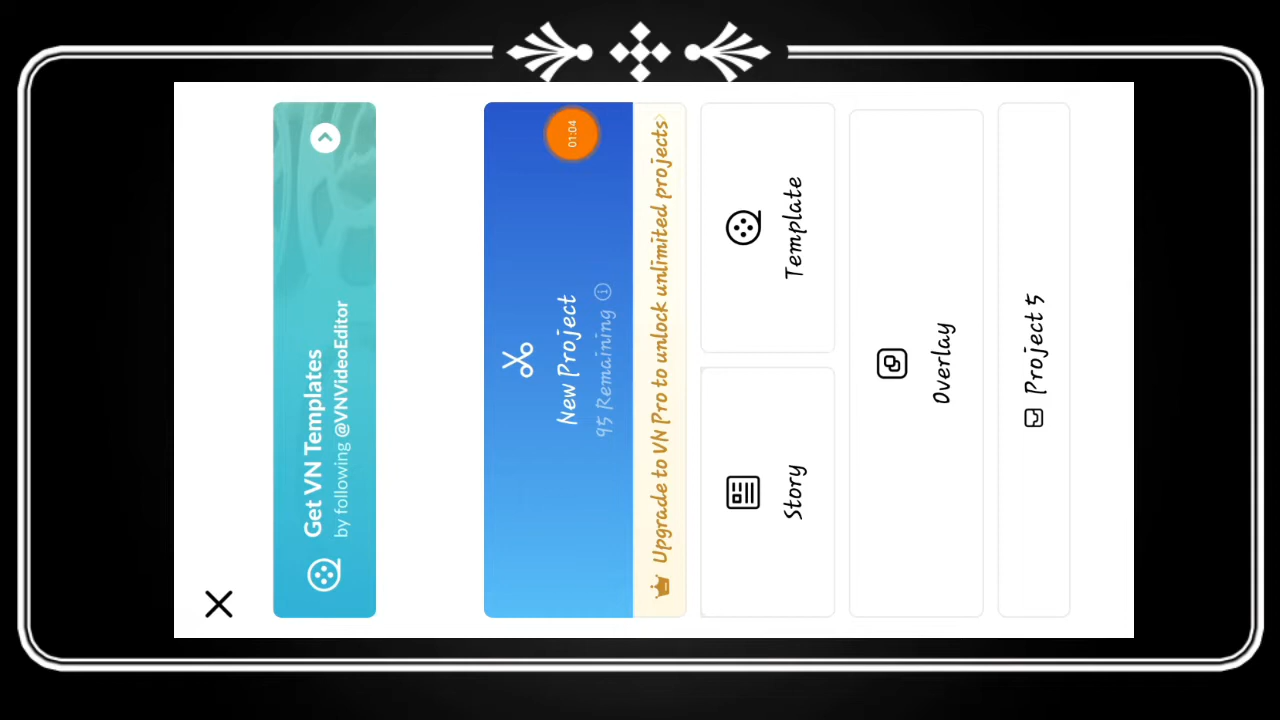 Get VN Templates
by following @VNVideoEditor
01:04
New Project
95 Remaining
Upgrade to VN Pro to unlock unlimited projects
Story
Template
Overlay
Project 5